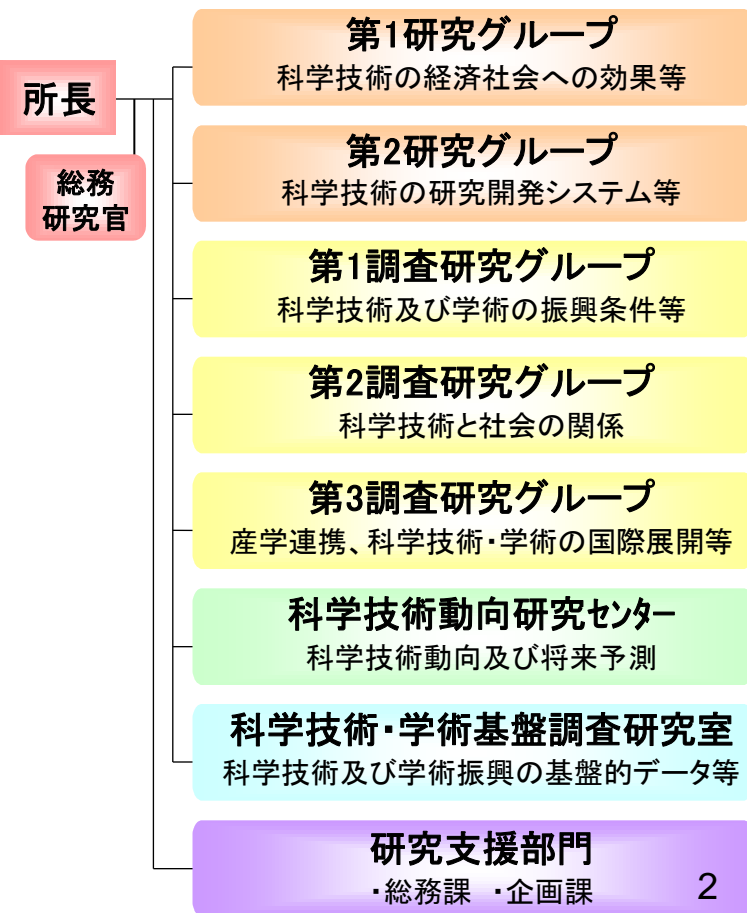 所長
総務
研究官
第1研究グループ
科学技術の経済社会への効果等
第2研究グループ
科学技術の研究開発システム等
第1調査研究グループ
科学技術及び学術の振興条件等
第2調査研究グループ
科学技術と社会の関係
第3調査研究グループ
産学連携、科学技術・学術の国際展開等
科学技術動向研究センター
科学技術動向及び将来予測
科学技術・学術基盤調査研究室
科学技術及び学術振興の基盤的データ等
研究支援部門
・総務課 ・企画課
2